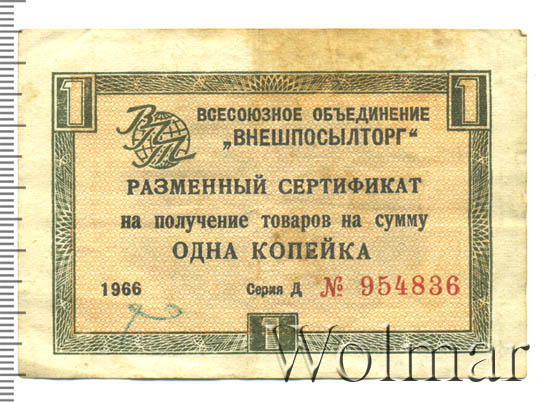 1 1
ВПТ
ВСЕСОЮЗНОЕ ОБЪЕДИНЕНИЕ
„ВНЕШПОСЫЛТОРГ“
РАЗМЕННЫЙ СЕРТИФИКАТ
на получение товаров на сумму
ОДНА КОПЕЙКА
1966 Серия Д № 954836
1
Wolmar